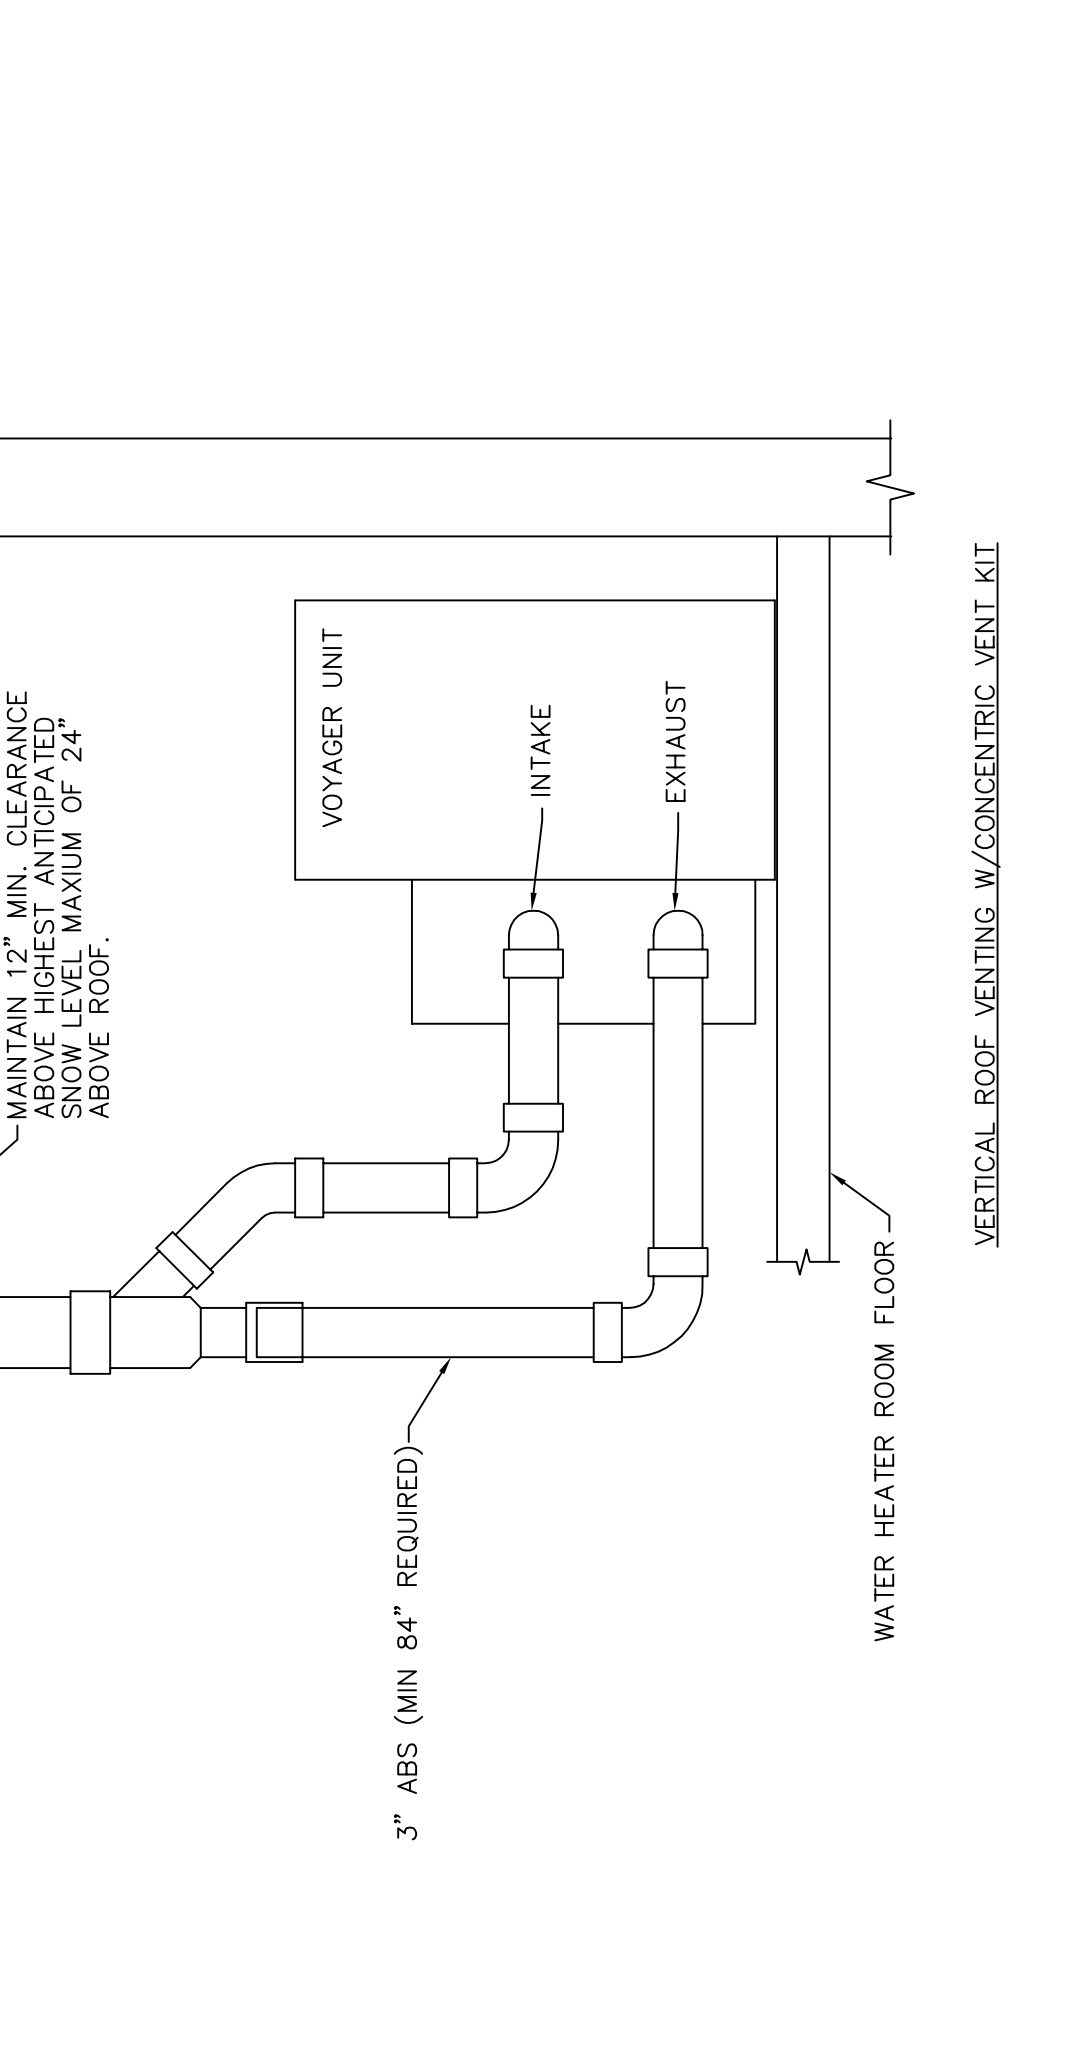 MAINTAIN 12" MIN. CLEARANCE
ABOVE HIGHEST ANTICIPATED
SNOW LEVEL MAXIUM OF 24"
ABOVE ROOF.
VOYAGER UNIT
INTAKE
EXHAUST
3" ABS (MIN 84" REQUIRED)
WATER HEATER ROOM FLOOR
VERTICAL ROOF VENTING W/CONCENTRIC VENT KIT